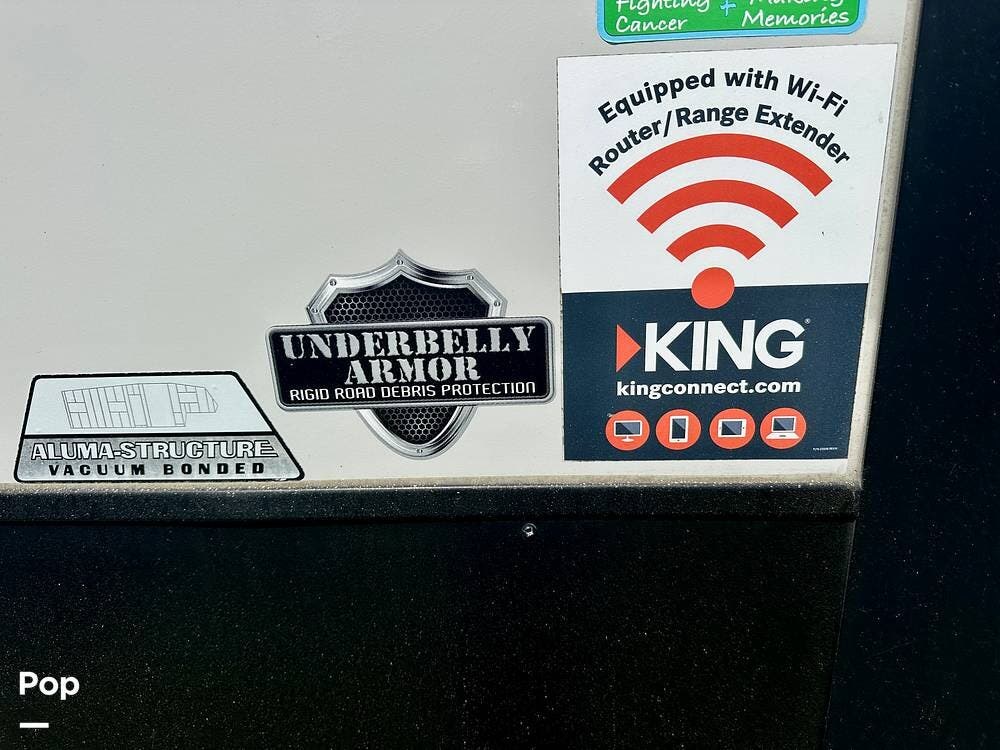 Fighting + Making
Cancer Memories
Equipped with Wi-Fi
Router/Range Extender
KING®
kingconnect.com
UNDERBELLY
ARMOR
RIGID ROAD DEBRIS PROTECTION
ALUMA-STRUCTURE
VACUUM BONDED
Pop